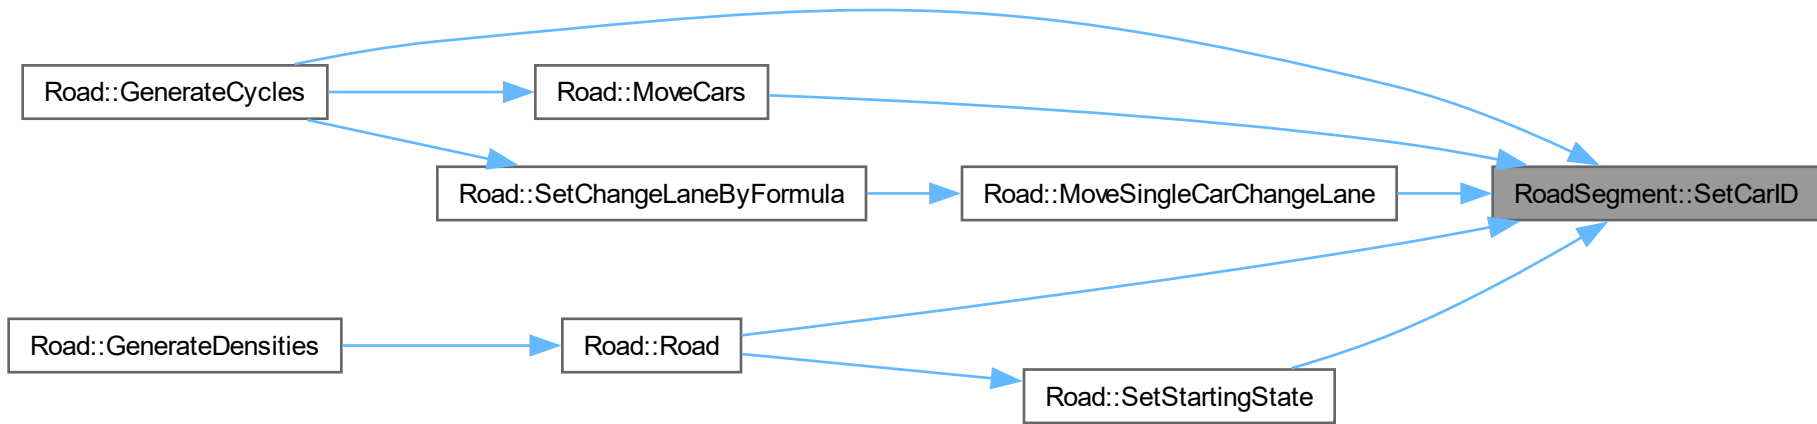 Road::GenerateCycles
Road::MoveCars
Road::SetChangeLaneByFormula
Road::MoveSingleCarChangeLane
RoadSegment::SetCarID
Road::GenerateDensities
Road::Road
Road::SetStartingState